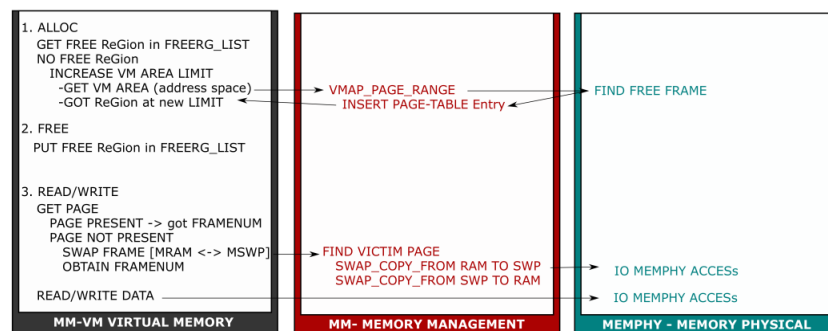 1. ALLOC
GET FREE ReGion in FREERG_LIST
NO FREE ReGion
INCREASE VM AREA LIMIT
-GET VM AREA (address space)
-GOT ReGion at new LIMIT
2. FREE
PUT FREE ReGion in FREERG_LIST
3. READ/WRITE
GET PAGE
PAGE PRESENT -> got FRAMENUM
PAGE NOT PRESENT
SWAP FRAME [MRAM <-> MSWP]
OBTAIN FRAMENUM
READ/WRITE DATA
MM-VM VIRTUAL MEMORY
VMAP_PAGE_RANGE
INSERT PAGE-TABLE Entry
FIND VICTIM PAGE
SWAP_COPY_FROM RAM TO SWP
SWAP_COPY_FROM SWP TO RAM
MM- MEMORY MANAGEMENT
FIND FREE FRAME
IO MEMPHY ACCESs
IO MEMPHY ACCESs
MEMPHY - MEMORY PHYSICAL